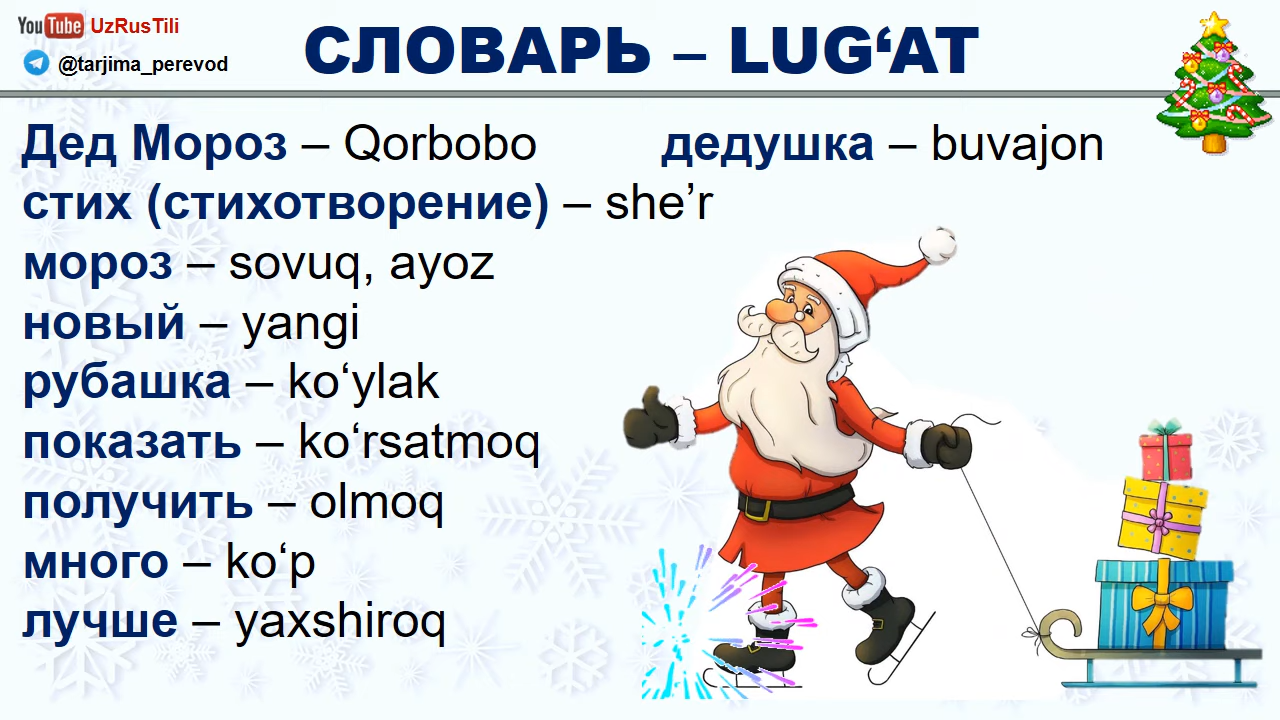 YouTube UzRusTili
@tarjima_perevod
СЛОВАРЬ – LUG‘AT
Дед Мороз – Qorbobo дедушка – buvajon
стих (стихотворение) – she’r
мороз – sovuq, ayoz
новый – yangi
рубашка – ko‘ylak
показать – ko‘rsatmoq
получить – olmoq
много – ko‘p
лучше – yaxshiroq